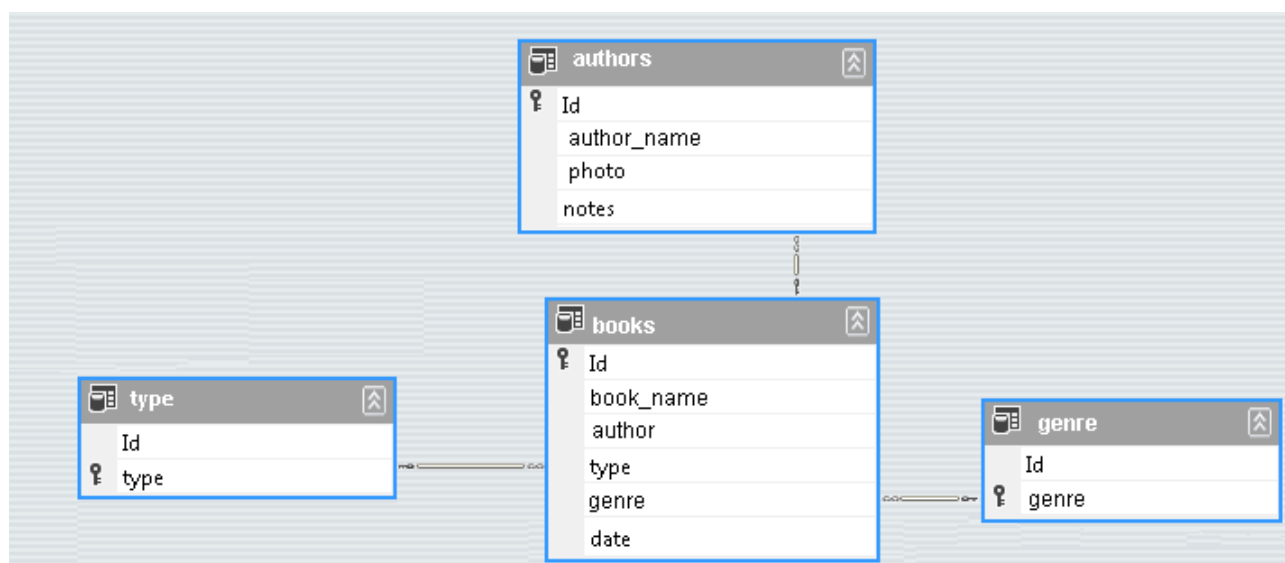 authors
Id
author_name
photo
notes
books
Id
book_name
author
type
genre
date
type
Id
type
genre
Id
genre